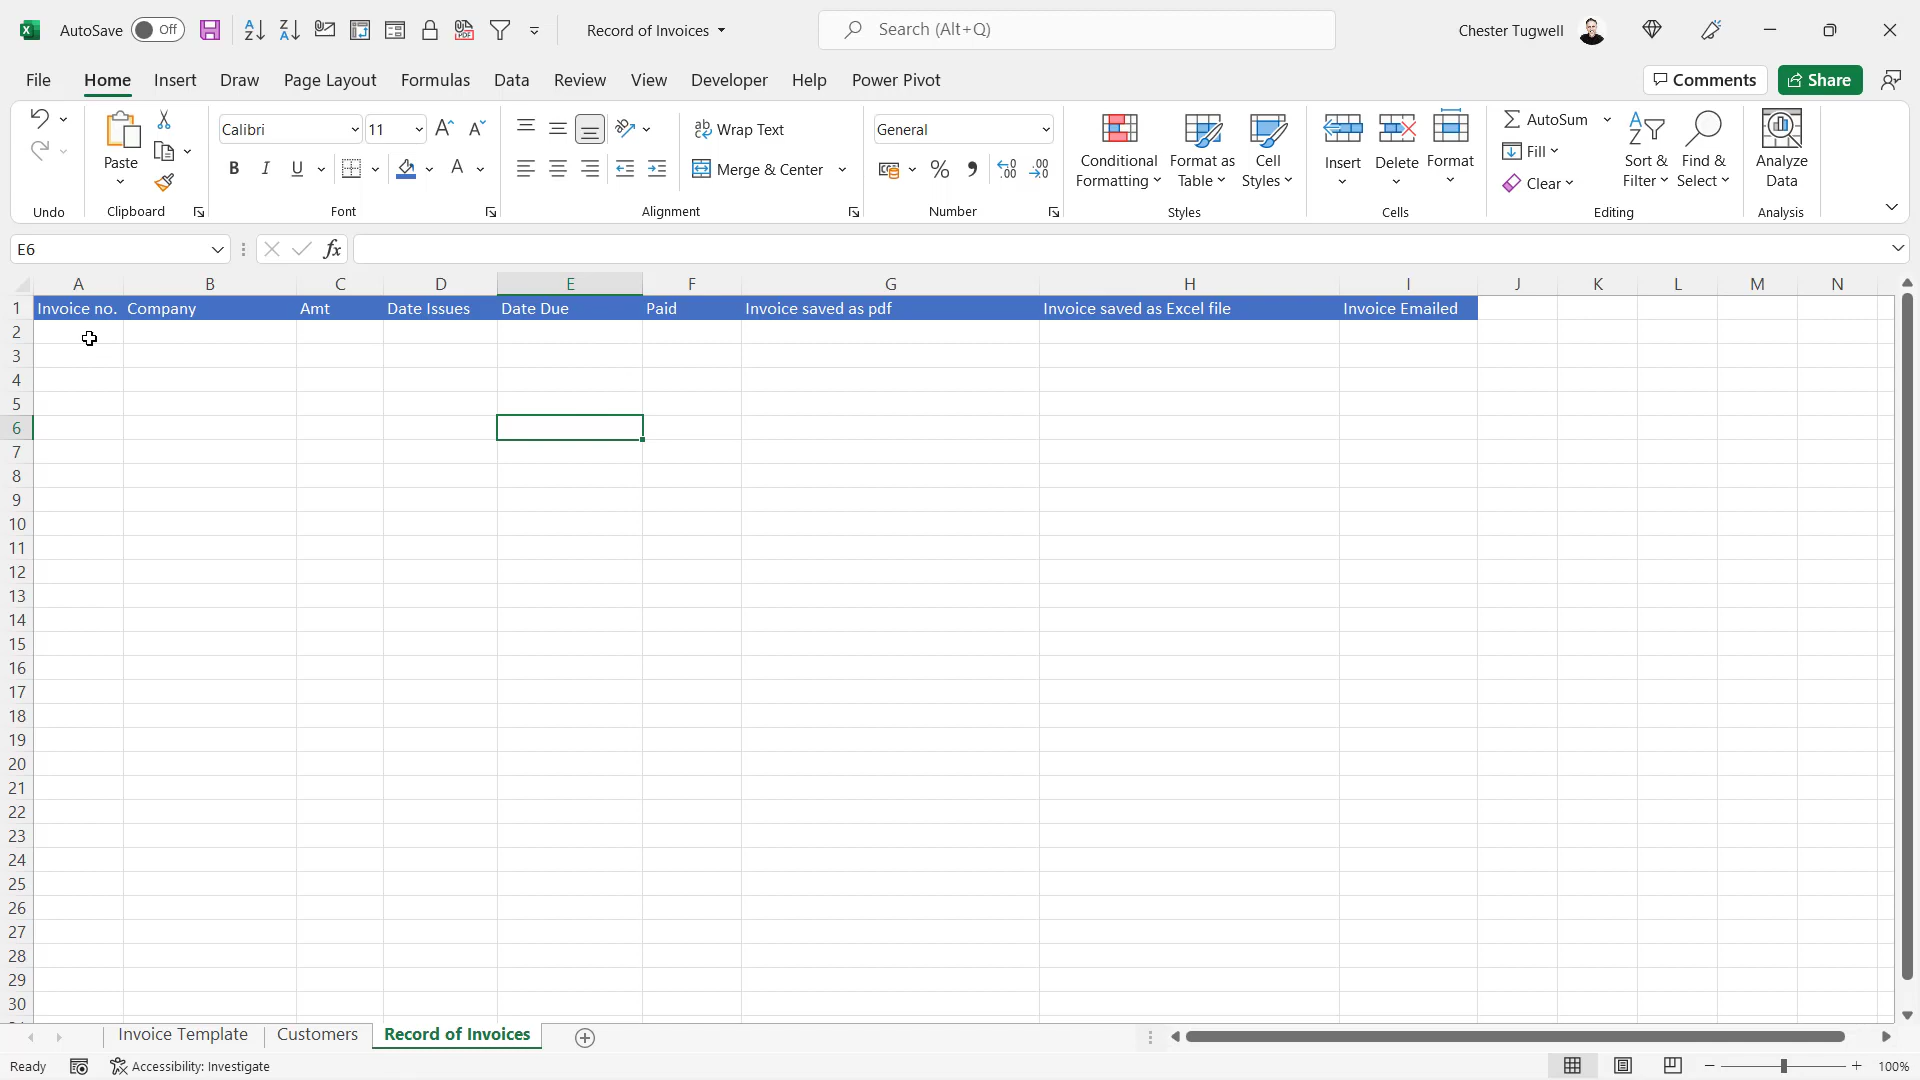 AutoSave Off Record of Invoices Search (Alt+Q) Chester Tugwell
File Home Insert Draw Page Layout Formulas Data Review View Developer Help Power Pivot Comments Share
Paste
Calibri 11
B I U A
Wrap Text
Merge & Center
General
% 
Conditional Formatting
Format as Table
Cell Styles
Insert Delete Format
AutoSum
Fill
Clear
Sort & Filter
Find & Select
Analyze Data
Undo Clipboard Font Alignment Number Styles Cells Editing Analysis
E6 fx
A B C D E F G H I J K L M N
1 Invoice no. Company Amt Date Issues Date Due Paid Invoice saved as pdf Invoice saved as Excel file Invoice Emailed
2
3
4
5
6
7
8
9
10
11
12
13
14
15
16
17
18
19
20
21
22
23
24
25
26
27
28
29
30
Invoice Template Customers Record of Invoices
Ready Accessibility: Investigate 100%